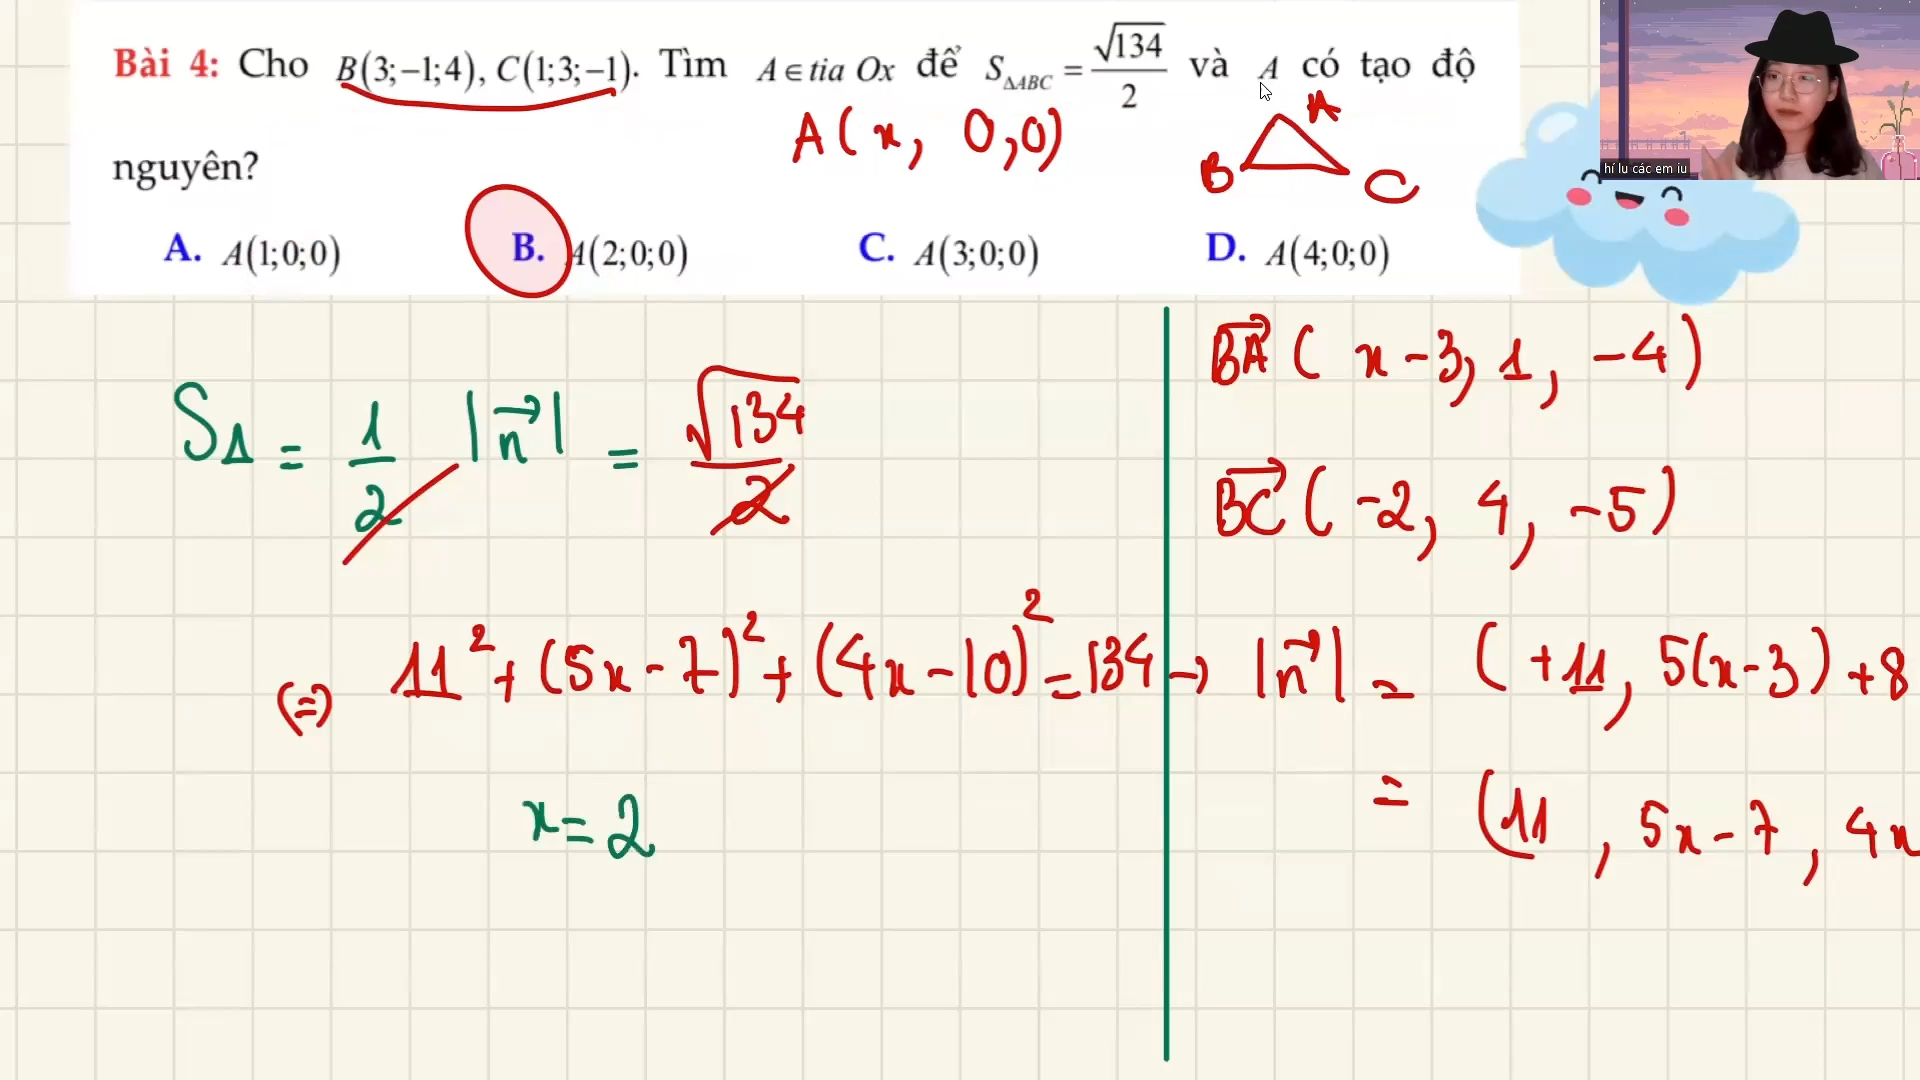 Bài 4: Cho B(3;−1;4), C(1;3;−1). Tìm A ∈ tia Ox để S_ΔABC = √134/2 và A có tạo độ
nguyên?
A(x, 0,0)
A
B
C
A. A(1;0;0) B. A(2;0;0) C. A(3;0;0) D. A(4;0;0)
hí lu các em iu
S_Δ = 1/2 |n⃗| = √134/2
(=) 11² + (5x−7)² + (4x−10)² = 134
x = 2
BA⃗ (x−3, 1, −4)
BC⃗ (−2, 4, −5)
→ |n⃗| = (+11, 5(x−3)+8
= (11, 5x−7, 4x